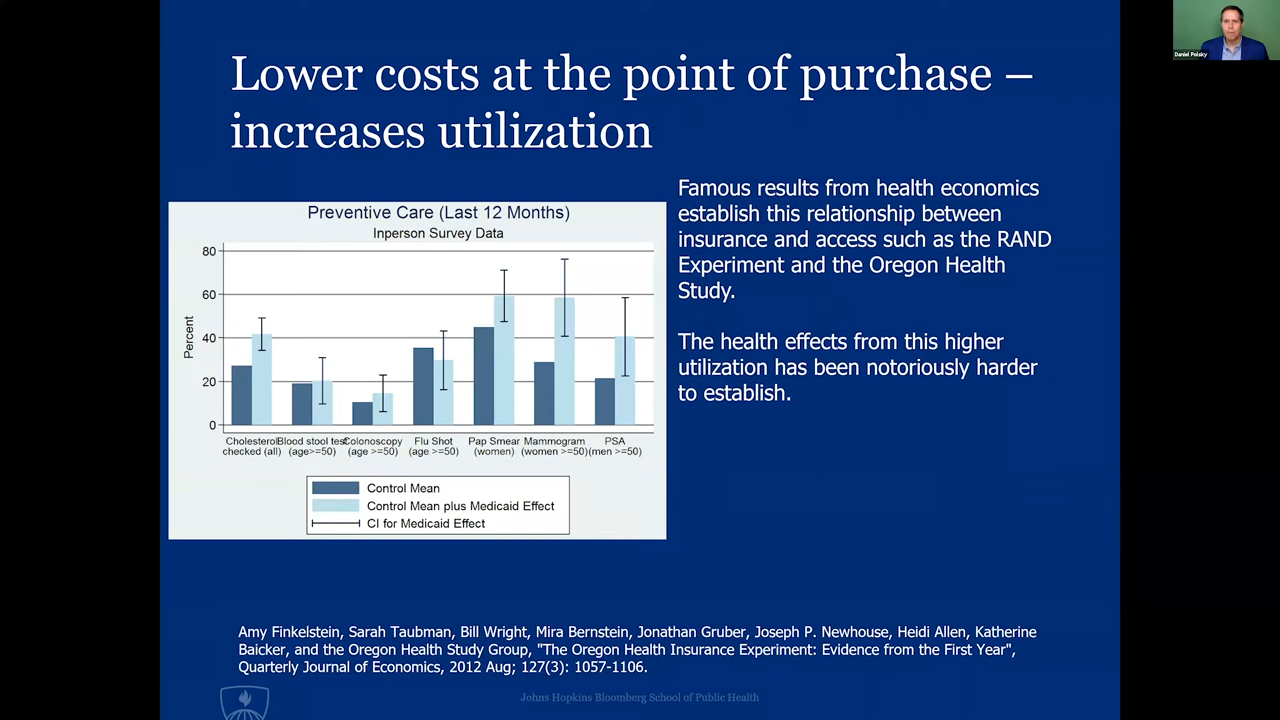 Daniel Polsky
Lower costs at the point of purchase –
increases utilization
Preventive Care (Last 12 Months)
Inperson Survey Data
Percent
80
60
40
20
0
Cholesterol
checked (all)
Blood stool test
(age>=50)
Colonoscopy
(age >=50)
Flu Shot
(age >=50)
Pap Smear
(women)
Mammogram
(women >=50)
PSA
(men >=50)
Control Mean
Control Mean plus Medicaid Effect
CI for Medicaid Effect
Famous results from health economics
establish this relationship between
insurance and access such as the RAND
Experiment and the Oregon Health
Study.
The health effects from this higher
utilization has been notoriously harder
to establish.
Amy Finkelstein, Sarah Taubman, Bill Wright, Mira Bernstein, Jonathan Gruber, Joseph P. Newhouse, Heidi Allen, Katherine
Baicker, and the Oregon Health Study Group, "The Oregon Health Insurance Experiment: Evidence from the First Year",
Quarterly Journal of Economics, 2012 Aug; 127(3): 1057-1106.
Johns Hopkins Bloomberg School of Public Health